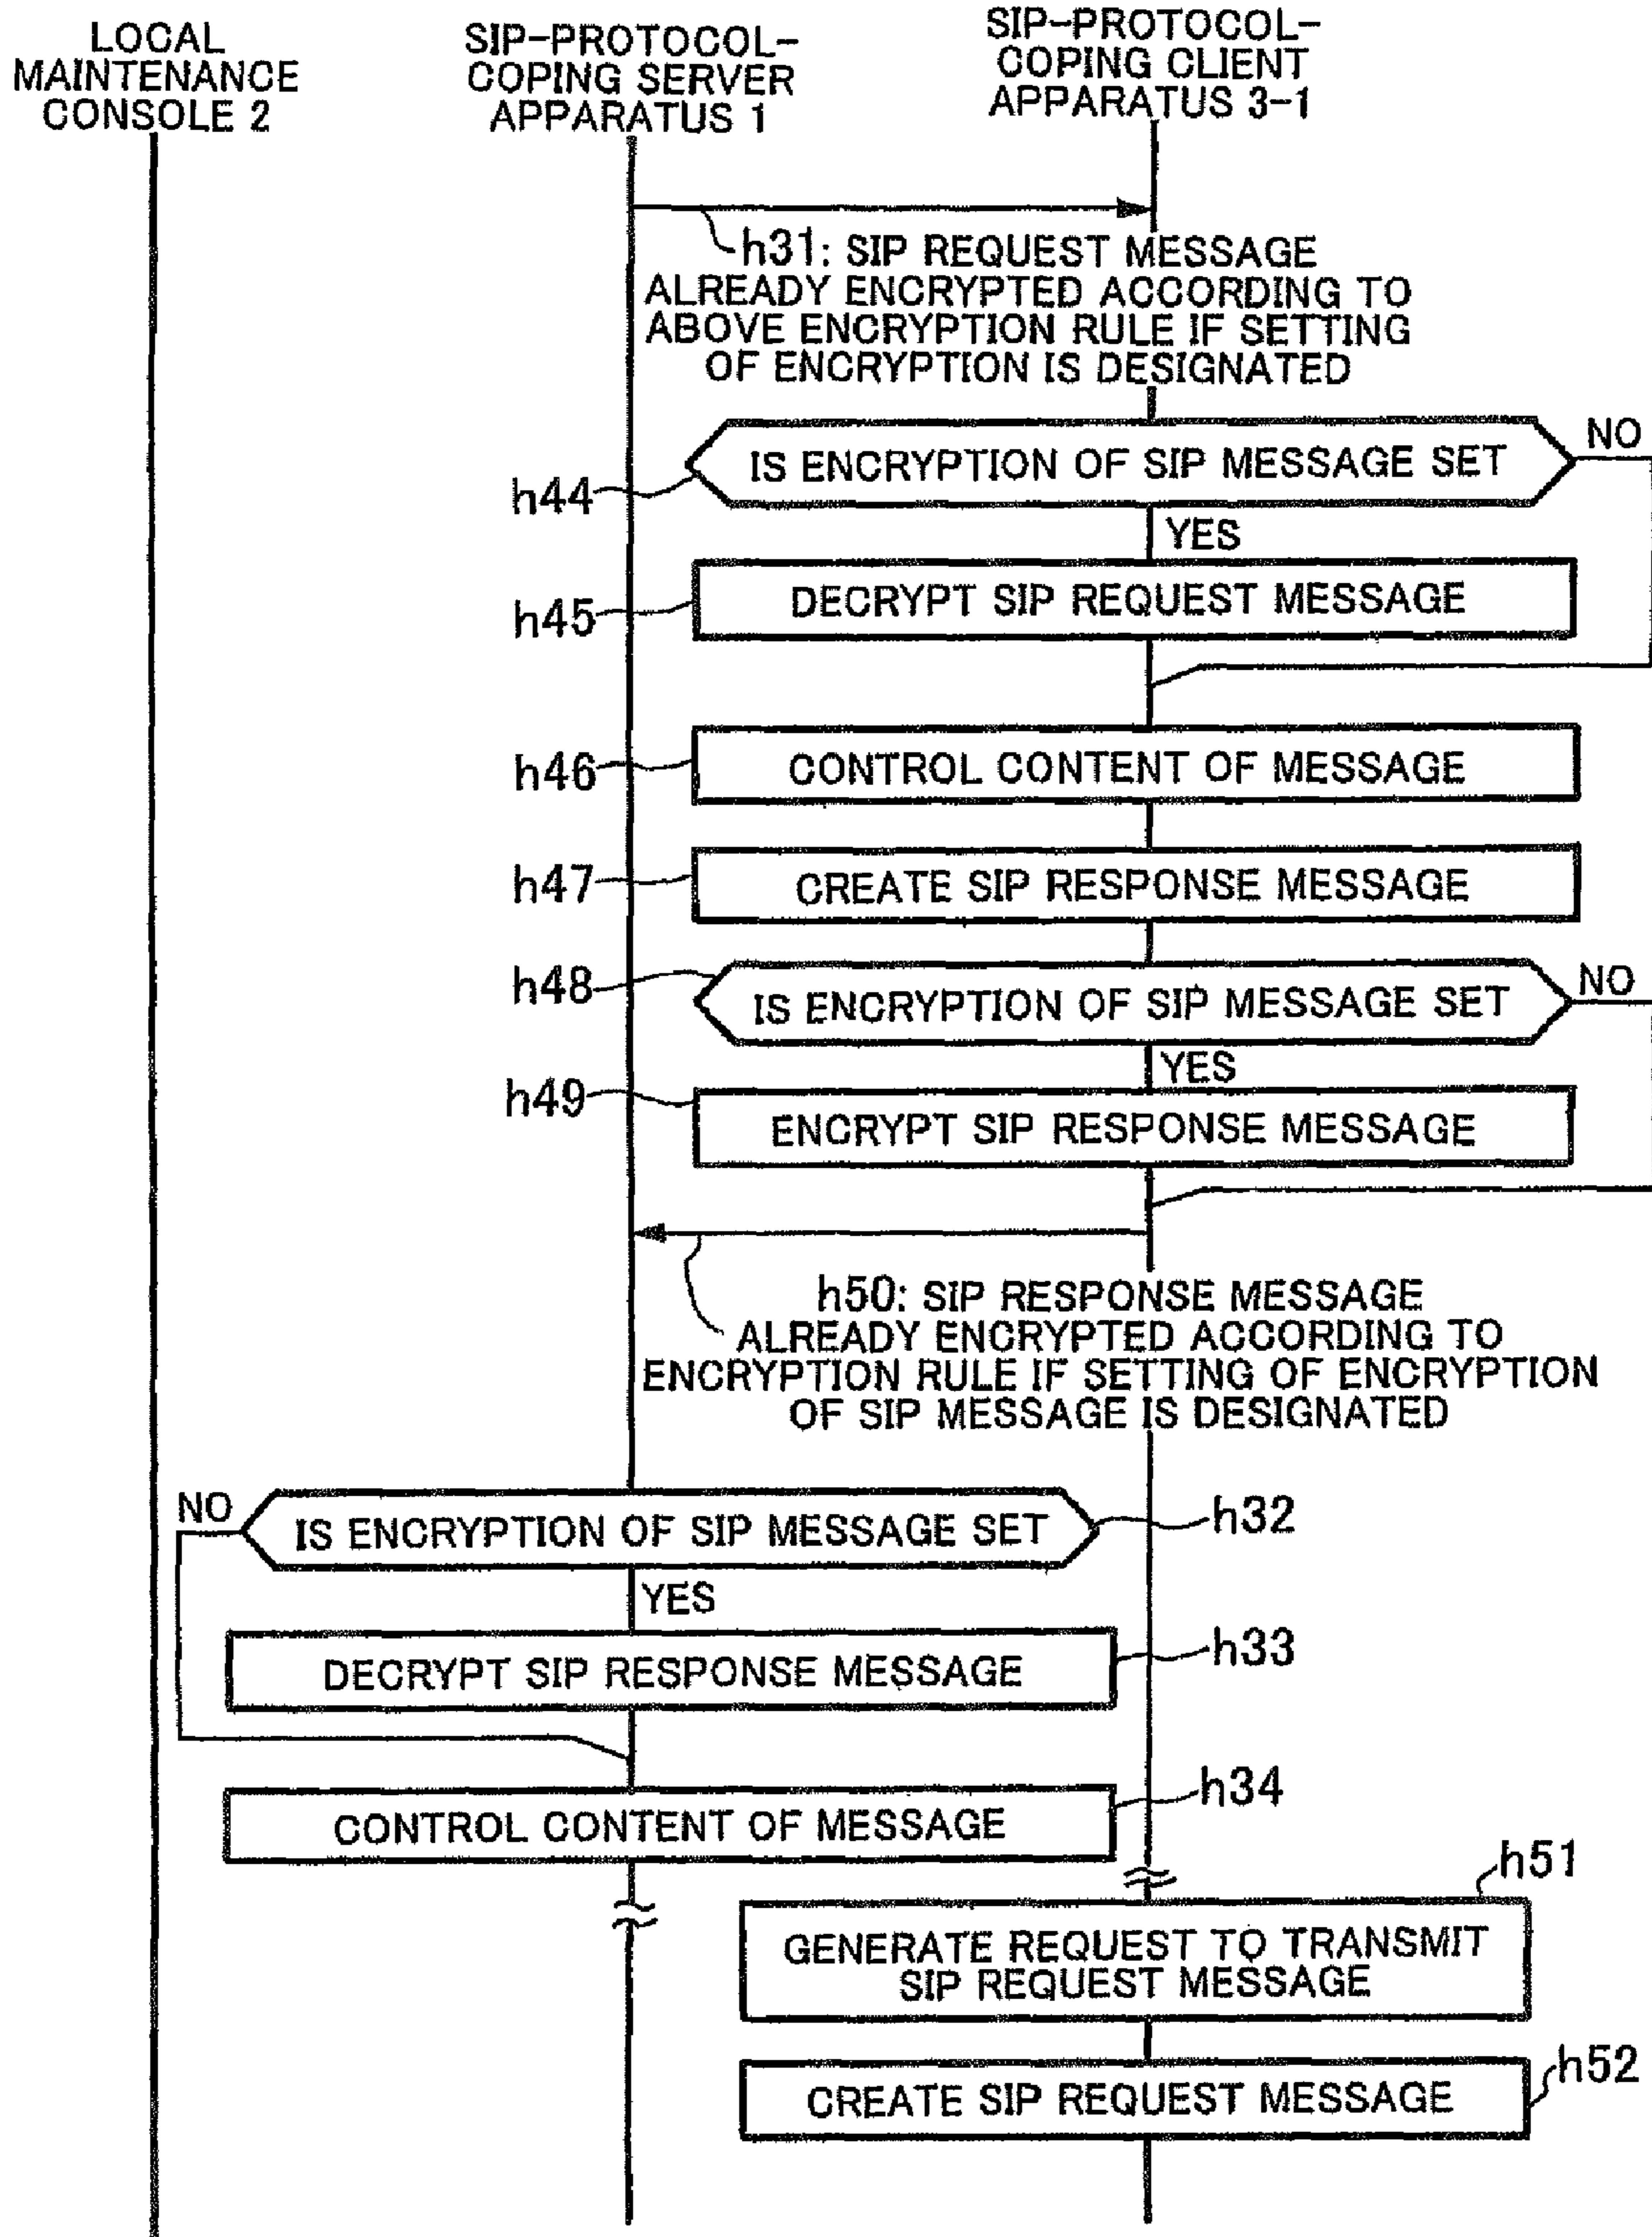 LOCAL
MAINTENANCE
CONSOLE 2
SIP-PROTOCOL-
COPING SERVER
APPARATUS 1
SIP-PROTOCOL-
COPING CLIENT
APPARATUS 3-1
h31: SIP REQUEST MESSAGE
ALREADY ENCRYPTED ACCORDING TO
ABOVE ENCRYPTION RULE IF SETTING
OF ENCRYPTION IS DESIGNATED
h44
IS ENCRYPTION OF SIP MESSAGE SET
NO
YES
h45
DECRYPT SIP REQUEST MESSAGE
h46
CONTROL CONTENT OF MESSAGE
h47
CREATE SIP RESPONSE MESSAGE
h48
IS ENCRYPTION OF SIP MESSAGE SET
NO
YES
h49
ENCRYPT SIP RESPONSE MESSAGE
h50: SIP RESPONSE MESSAGE
ALREADY ENCRYPTED ACCORDING TO
ENCRYPTION RULE IF SETTING OF ENCRYPTION
OF SIP MESSAGE IS DESIGNATED
NO
IS ENCRYPTION OF SIP MESSAGE SET
h32
YES
DECRYPT SIP RESPONSE MESSAGE
h33
CONTROL CONTENT OF MESSAGE
h34
h51
GENERATE REQUEST TO TRANSMIT
SIP REQUEST MESSAGE
CREATE SIP REQUEST MESSAGE
h52